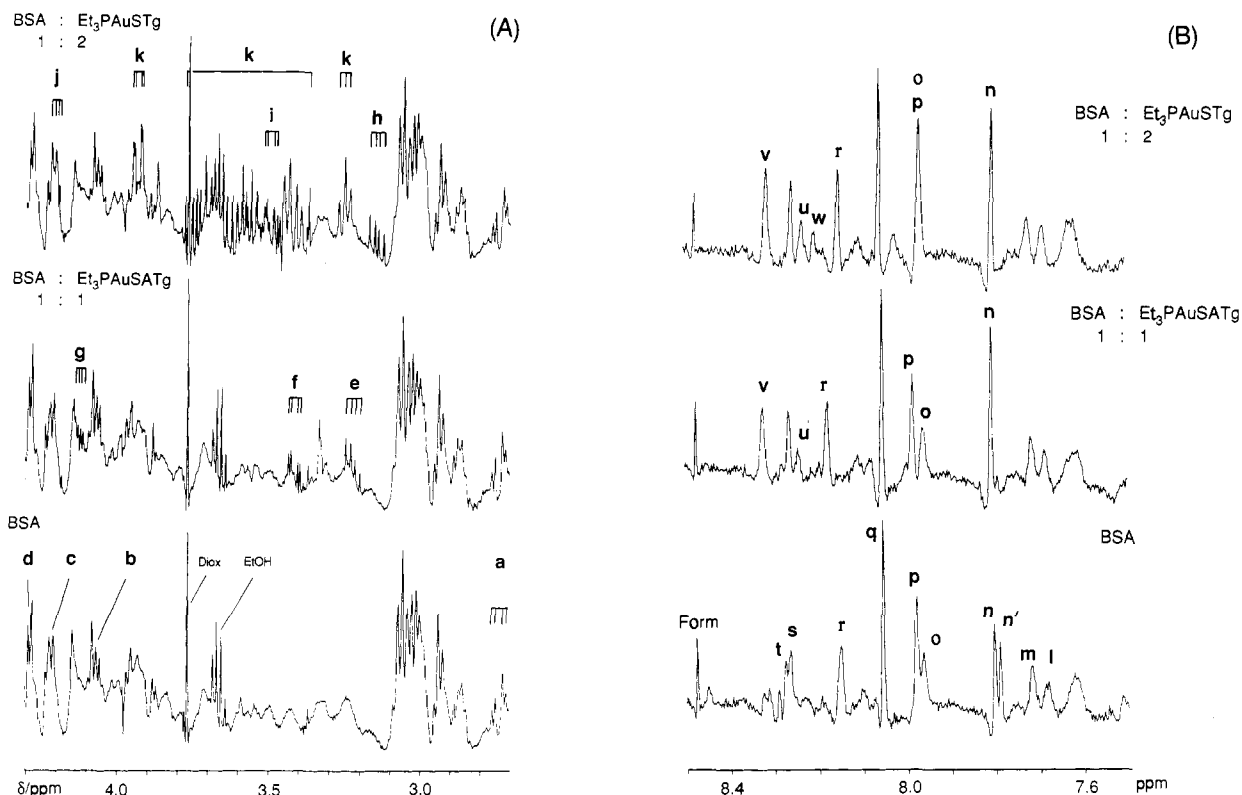 (A)
BSA : Et₃PAuSTg
1 : 2
k k k
j i h
BSA : Et₃PAuSATg
1 : 1
g f e
BSA
d c b Diox EtOH a
δ/ppm 4.0 3.5 3.0
(B)
BSA : Et₃PAuSTg
1 : 2
o
v u w r p n
BSA : Et₃PAuSATg
1 : 1
v u r p o n
BSA
Form t s r q p o n n' m l
8.4 8.0 7.6 ppm